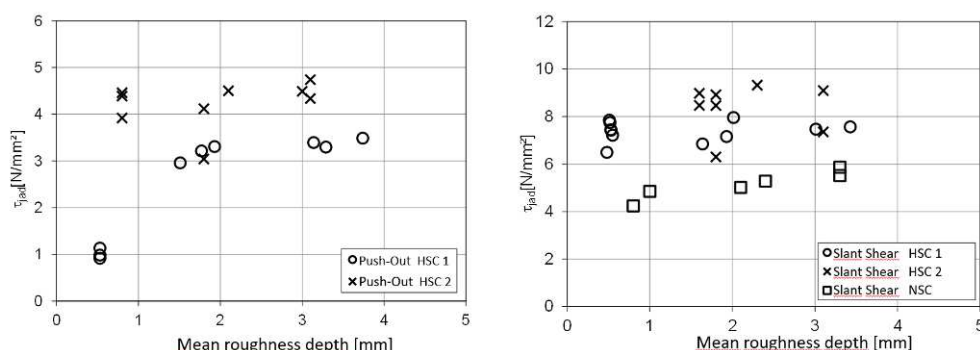 6
5
4
3
2
1
0
τjad[N/mm²]
0 1 2 3 4 5
Mean roughness depth [mm]
Push-Out HSC 1
Push-Out HSC 2
12
10
8
6
4
2
0
τjad[N/mm²]
0 1 2 3 4 5
Mean roughness depth [mm]
Slant Shear HSC 1
Slant Shear HSC 2
Slant Shear NSC